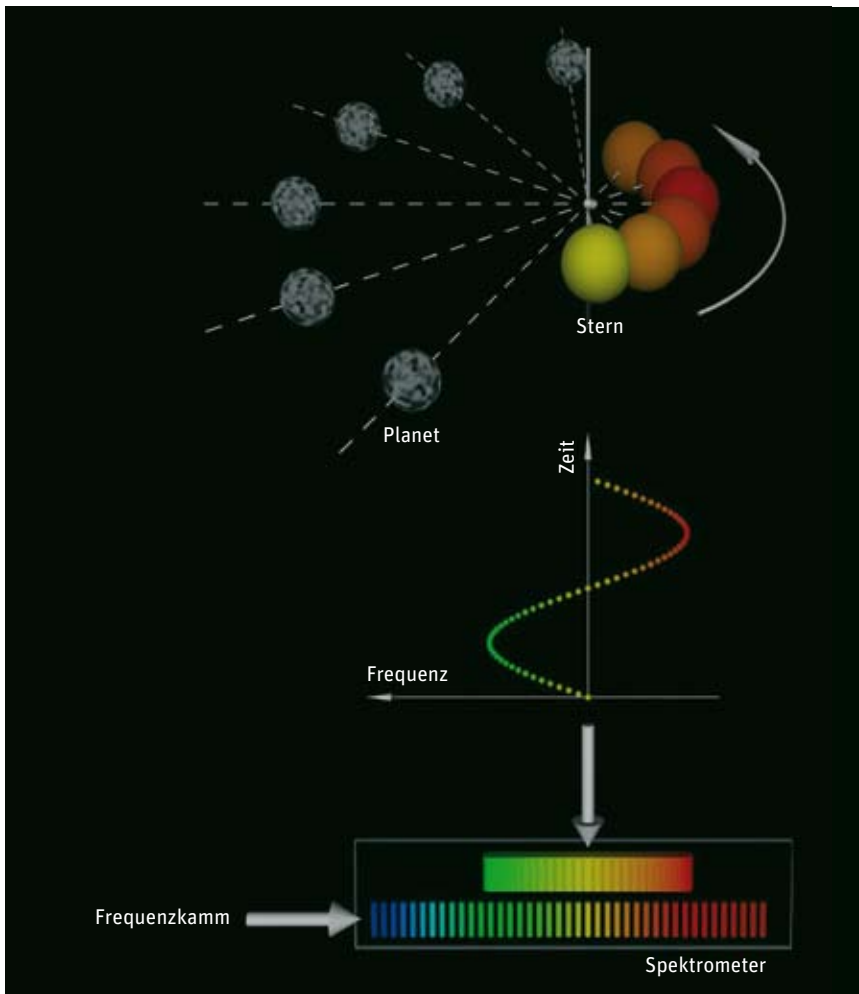 Stern
Planet
Zeit
Frequenz
Frequenzkamm
Spektrometer